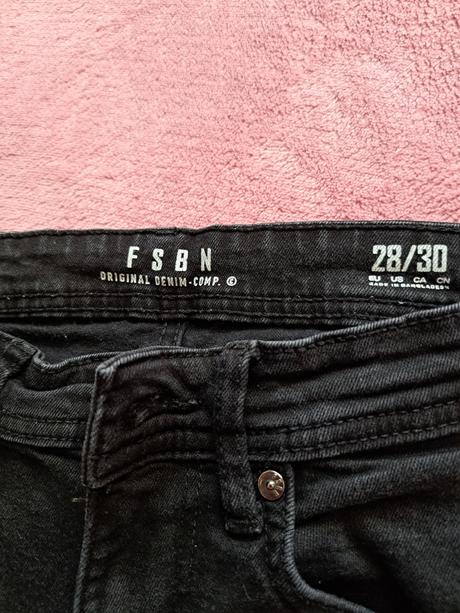 FSBN
ORIGINAL DENIM-COMP. ©
28/30
EU US CA CN
MADE IN BANGLADESH